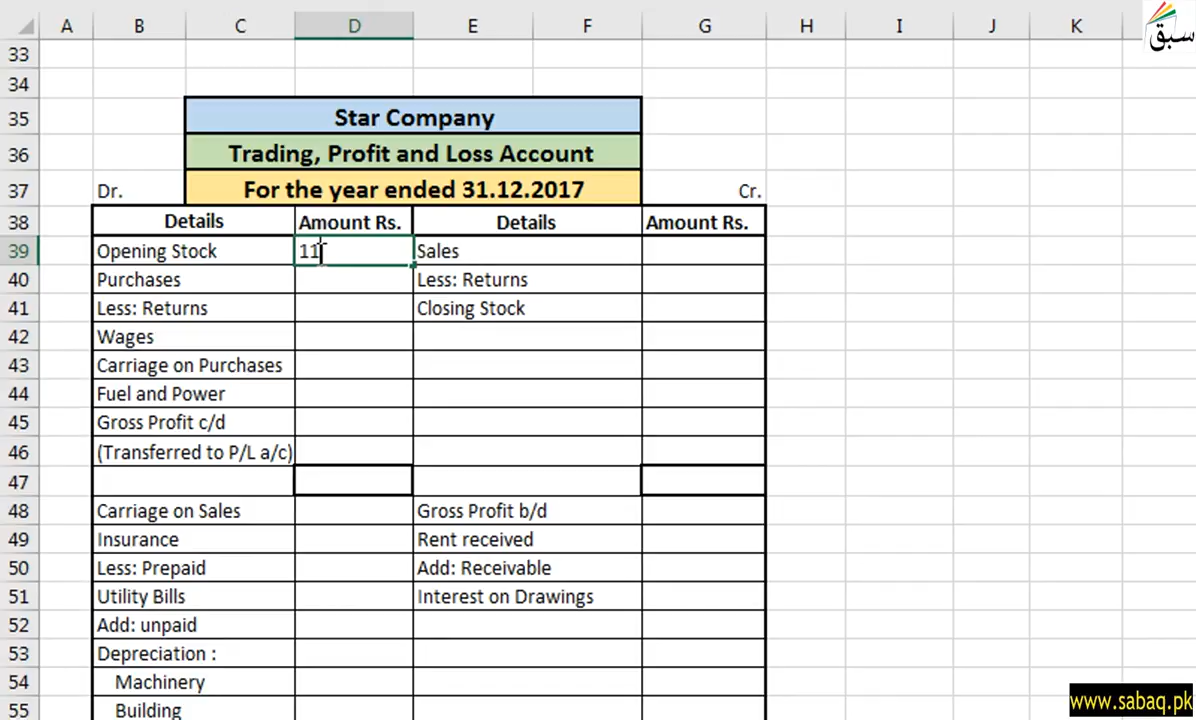 A B C D E F G H I J K
سبق
33
34
35 Star Company
36 Trading, Profit and Loss Account
37 Dr. For the year ended 31.12.2017 Cr.
38 Details Amount Rs. Details Amount Rs.
39 Opening Stock 11 Sales
40 Purchases Less: Returns
41 Less: Returns Closing Stock
42 Wages
43 Carriage on Purchases
44 Fuel and Power
45 Gross Profit c/d
46 (Transferred to P/L a/c)
47
48 Carriage on Sales Gross Profit b/d
49 Insurance Rent received
50 Less: Prepaid Add: Receivable
51 Utility Bills Interest on Drawings
52 Add: unpaid
53 Depreciation :
54 Machinery
55 Building
www.sabaq.pk